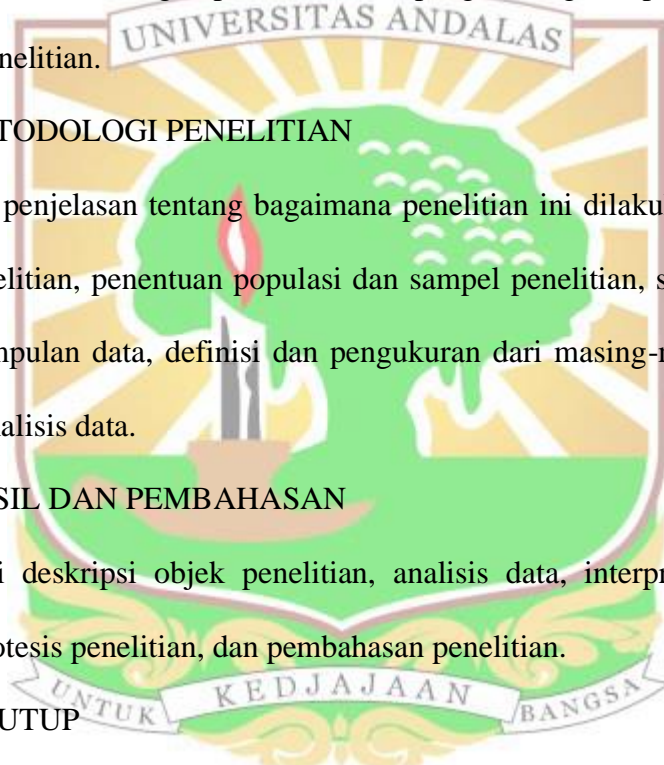 UNIVERSITAS ANDALAS
nelitian.
TODOLOGI PENELITIAN
penjelasan tentang bagaimana penelitian ini dilaku
elitian, penentuan populasi dan sampel penelitian, s
mpulan data, definisi dan pengukuran dari masing-
alisis data.
SIL DAN PEMBAHASAN
i deskripsi objek penelitian, analisis data, interpr
otesis penelitian, dan pembahasan penelitian.
UNTUK KEDJAJAAN BANGSA
UTUP